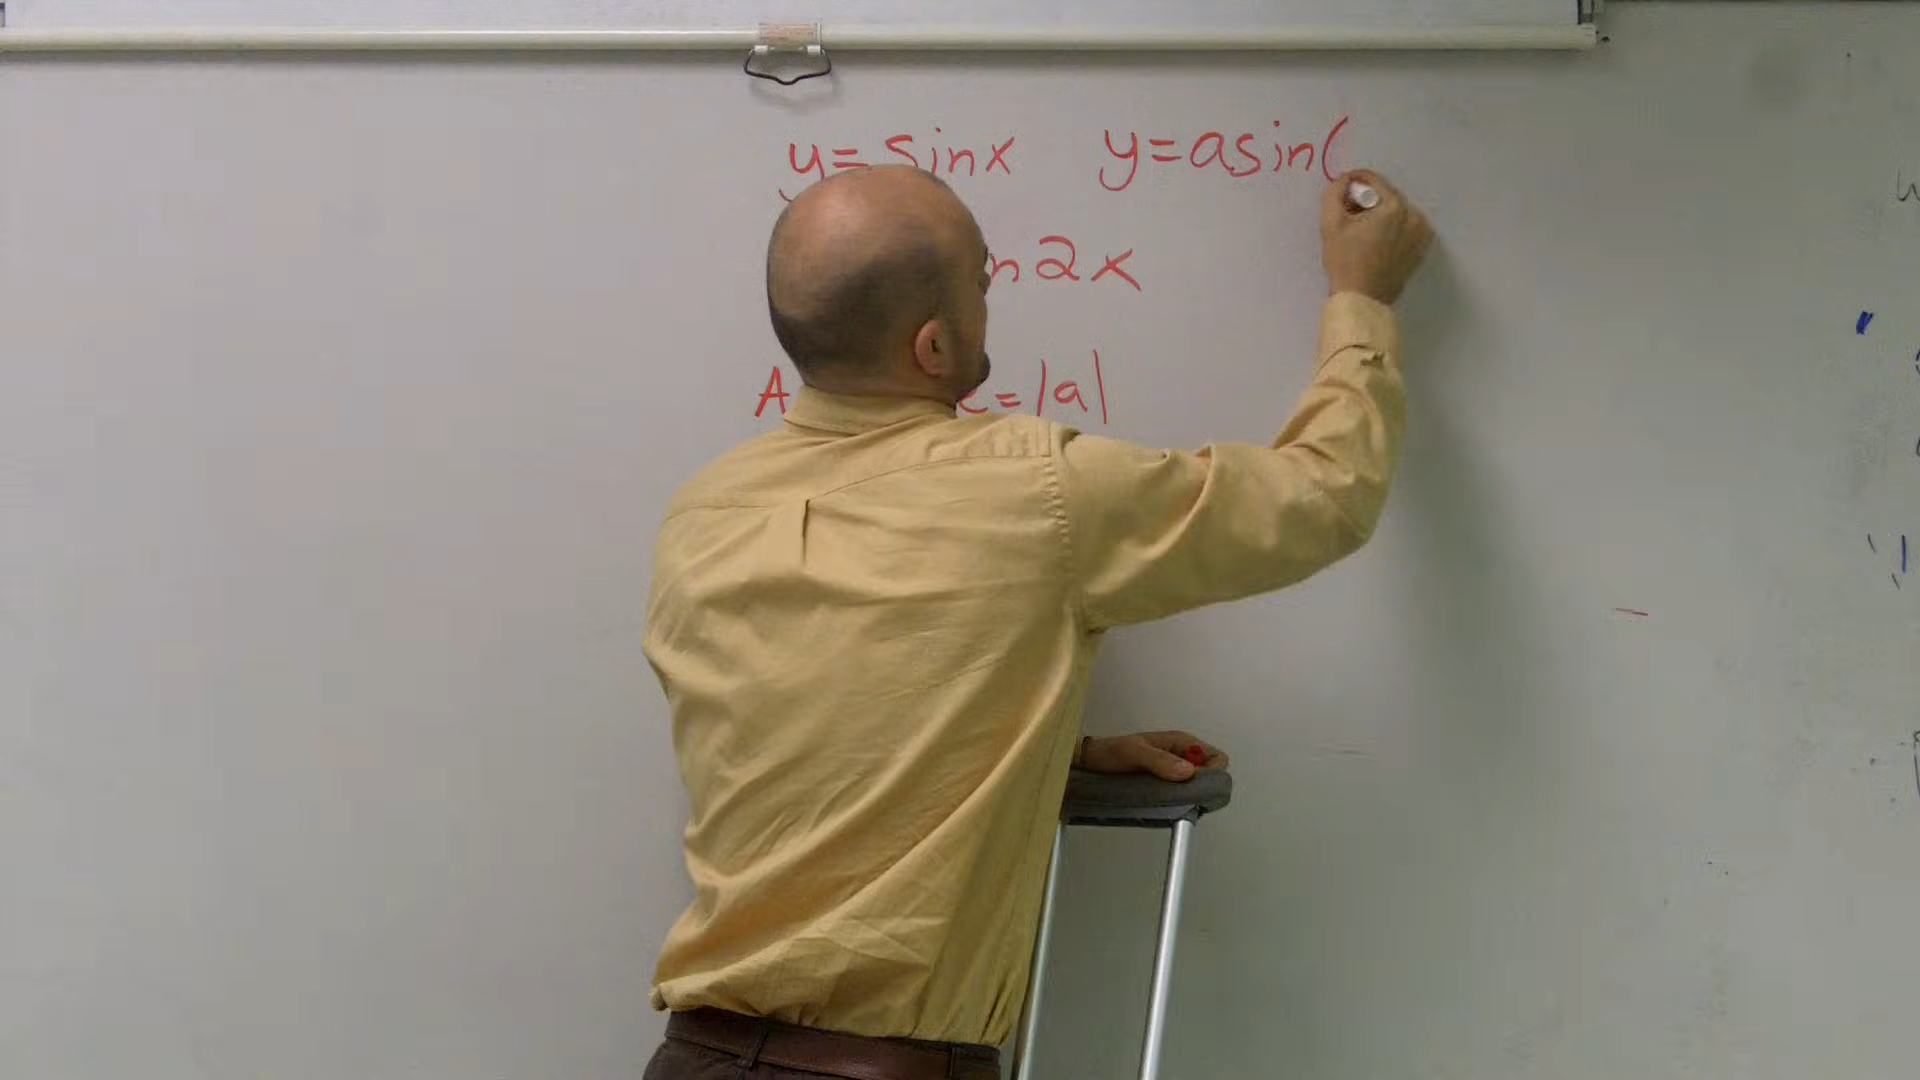 y=sinx y=asin(
n2x
A e=|a|